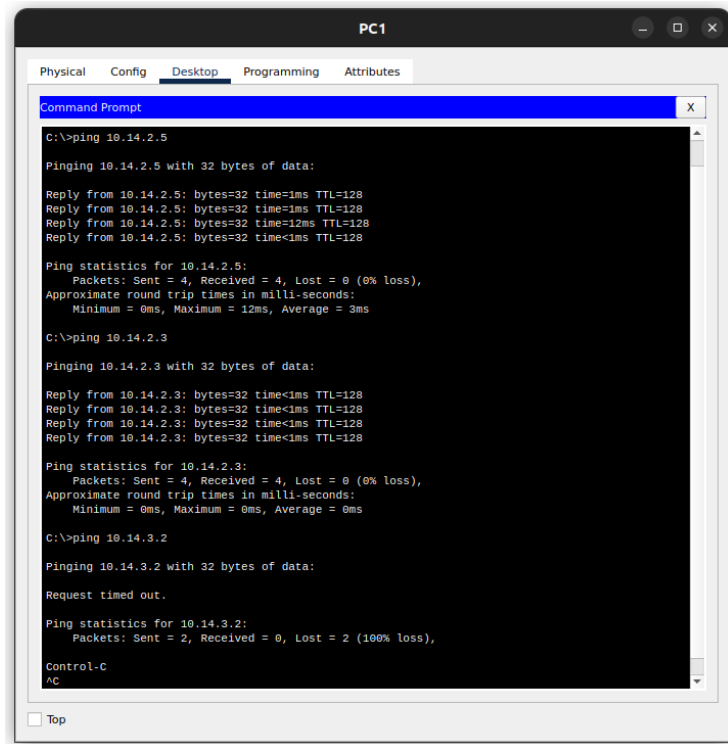 PC1
Physical Config Desktop Programming Attributes
Command Prompt X
C:\>ping 10.14.2.5
Pinging 10.14.2.5 with 32 bytes of data:
Reply from 10.14.2.5: bytes=32 time=1ms TTL=128
Reply from 10.14.2.5: bytes=32 time=1ms TTL=128
Reply from 10.14.2.5: bytes=32 time=12ms TTL=128
Reply from 10.14.2.5: bytes=32 time<1ms TTL=128
Ping statistics for 10.14.2.5:
    Packets: Sent = 4, Received = 4, Lost = 0 (0% loss),
Approximate round trip times in milli-seconds:
    Minimum = 0ms, Maximum = 12ms, Average = 3ms
C:\>ping 10.14.2.3
Pinging 10.14.2.3 with 32 bytes of data:
Reply from 10.14.2.3: bytes=32 time<1ms TTL=128
Reply from 10.14.2.3: bytes=32 time<1ms TTL=128
Reply from 10.14.2.3: bytes=32 time<1ms TTL=128
Reply from 10.14.2.3: bytes=32 time<1ms TTL=128
Ping statistics for 10.14.2.3:
    Packets: Sent = 4, Received = 4, Lost = 0 (0% loss),
Approximate round trip times in milli-seconds:
    Minimum = 0ms, Maximum = 0ms, Average = 0ms
C:\>ping 10.14.3.2
Pinging 10.14.3.2 with 32 bytes of data:
Request timed out.
Ping statistics for 10.14.3.2:
    Packets: Sent = 2, Received = 0, Lost = 2 (100% loss),
Control-C
^C
Top